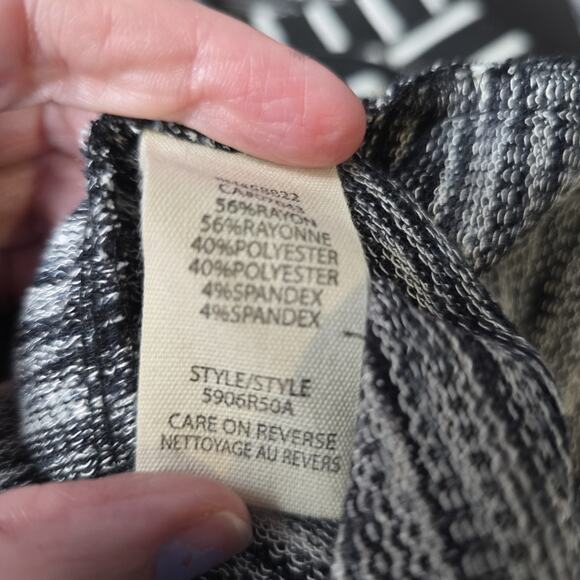 56%RAYON
56%RAYONNE
40%POLYESTER
40%POLYESTER
4%SPANDEX
4%SPANDEX
STYLE/STYLE
5906R50A
CARE ON REVERSE
NETTOYAGE AU REVERS